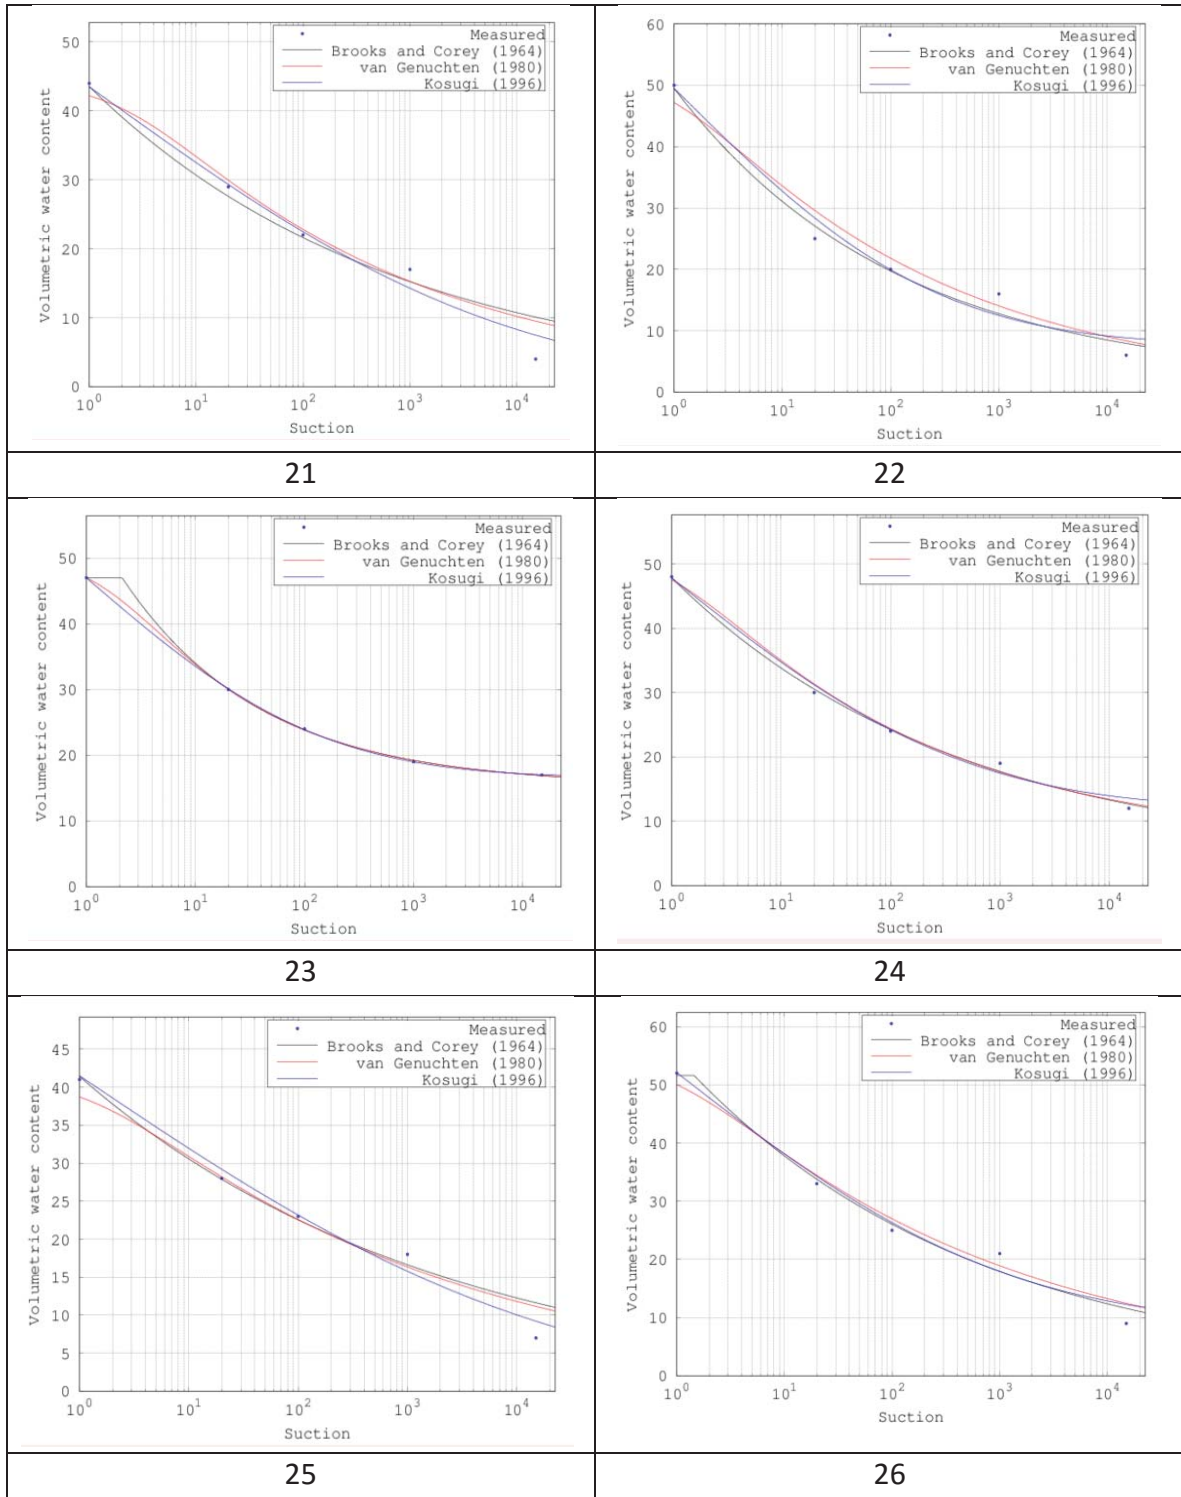 50
40
30
20
10
0
Volumetric water content
Measured
Brooks and Corey (1964)
van Genuchten (1980)
Kosugi (1996)
10^0 10^1 10^2 10^3 10^4
Suction
21
60
50
40
30
20
10
0
Volumetric water content
Measured
Brooks and Corey (1964)
van Genuchten (1980)
Kosugi (1996)
10^0 10^1 10^2 10^3 10^4
Suction
22
50
40
30
20
10
0
Volumetric water content
Measured
Brooks and Corey (1964)
van Genuchten (1980)
Kosugi (1996)
10^0 10^1 10^2 10^3 10^4
Suction
23
50
40
30
20
10
0
Volumetric water content
Measured
Brooks and Corey (1964)
van Genuchten (1980)
Kosugi (1996)
10^0 10^1 10^2 10^3 10^4
Suction
24
45
40
35
30
25
20
15
10
5
0
Volumetric water content
Measured
Brooks and Corey (1964)
van Genuchten (1980)
Kosugi (1996)
10^0 10^1 10^2 10^3 10^4
Suction
25
60
50
40
30
20
10
0
Volumetric water content
Measured
Brooks and Corey (1964)
van Genuchten (1980)
Kosugi (1996)
10^0 10^1 10^2 10^3 10^4
Suction
26